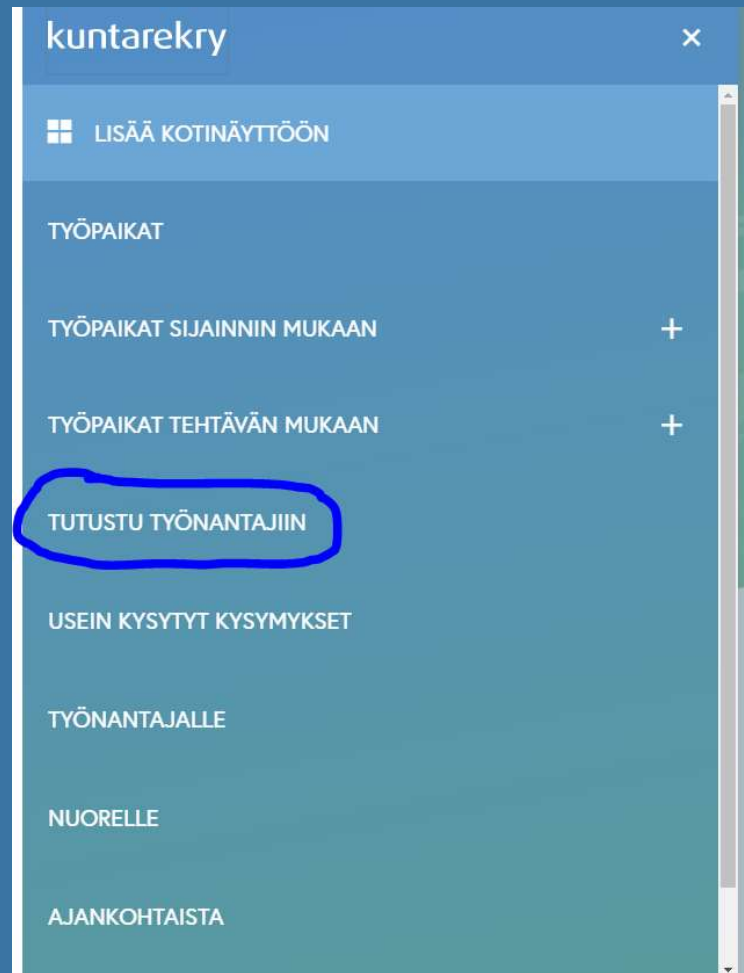 kuntarekry
LISÄÄ KOTINÄYTTÖÖN
TYÖPAIKAT
TYÖPAIKAT SIJAINNIN MUKAAN
TYÖPAIKAT TEHTÄVÄN MUKAAN
TUTUSTU TYÖNANTAJIIN
USEIN KYSYTYT KYSYMYKSET
TYÖNANTAJALLE
NUORELLE
AJANKOHTAISTA